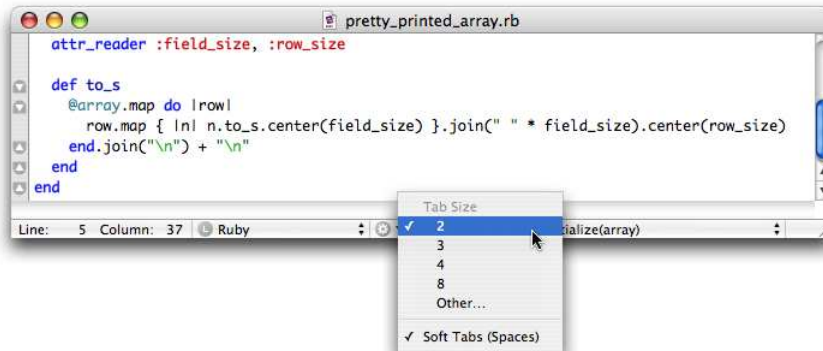 pretty_printed_array.rb
attr_reader :field_size, :row_size
def to_s
@array.map do |row|
row.map { |n| n.to_s.center(field_size) }.join(" " * field_size).center(row_size)
end.join("\n") + "\n"
end
end
Line: 5 Column: 37 Ruby ialize(array)
Tab Size
✓ 2
3
4
8
Other...
✓ Soft Tabs (Spaces)